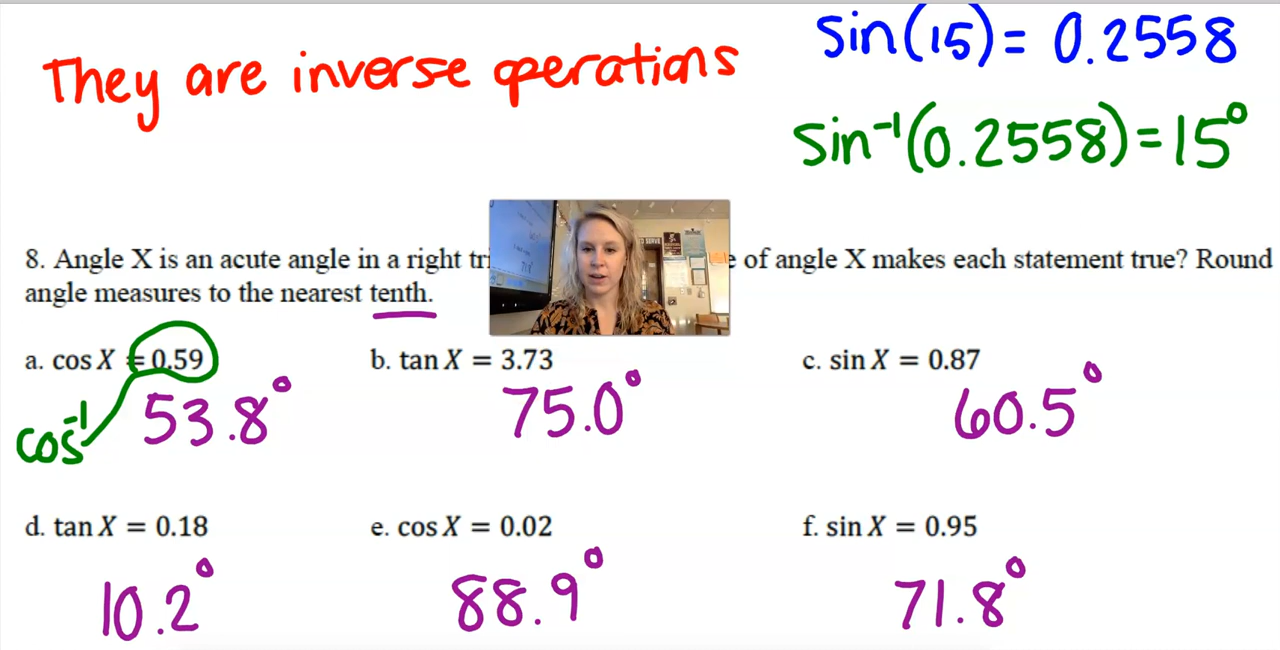 They are inverse operations
sin(15) = 0.2558
sin⁻¹(0.2558) = 15°
8. Angle X is an acute angle in a right tri e of angle X makes each statement true? Round
angle measures to the nearest tenth.
a. cos X = 0.59
b. tan X = 3.73
c. sin X = 0.87
cos⁻¹
53.8°
75.0°
60.5°
d. tan X = 0.18
e. cos X = 0.02
f. sin X = 0.95
10.2°
88.9°
71.8°